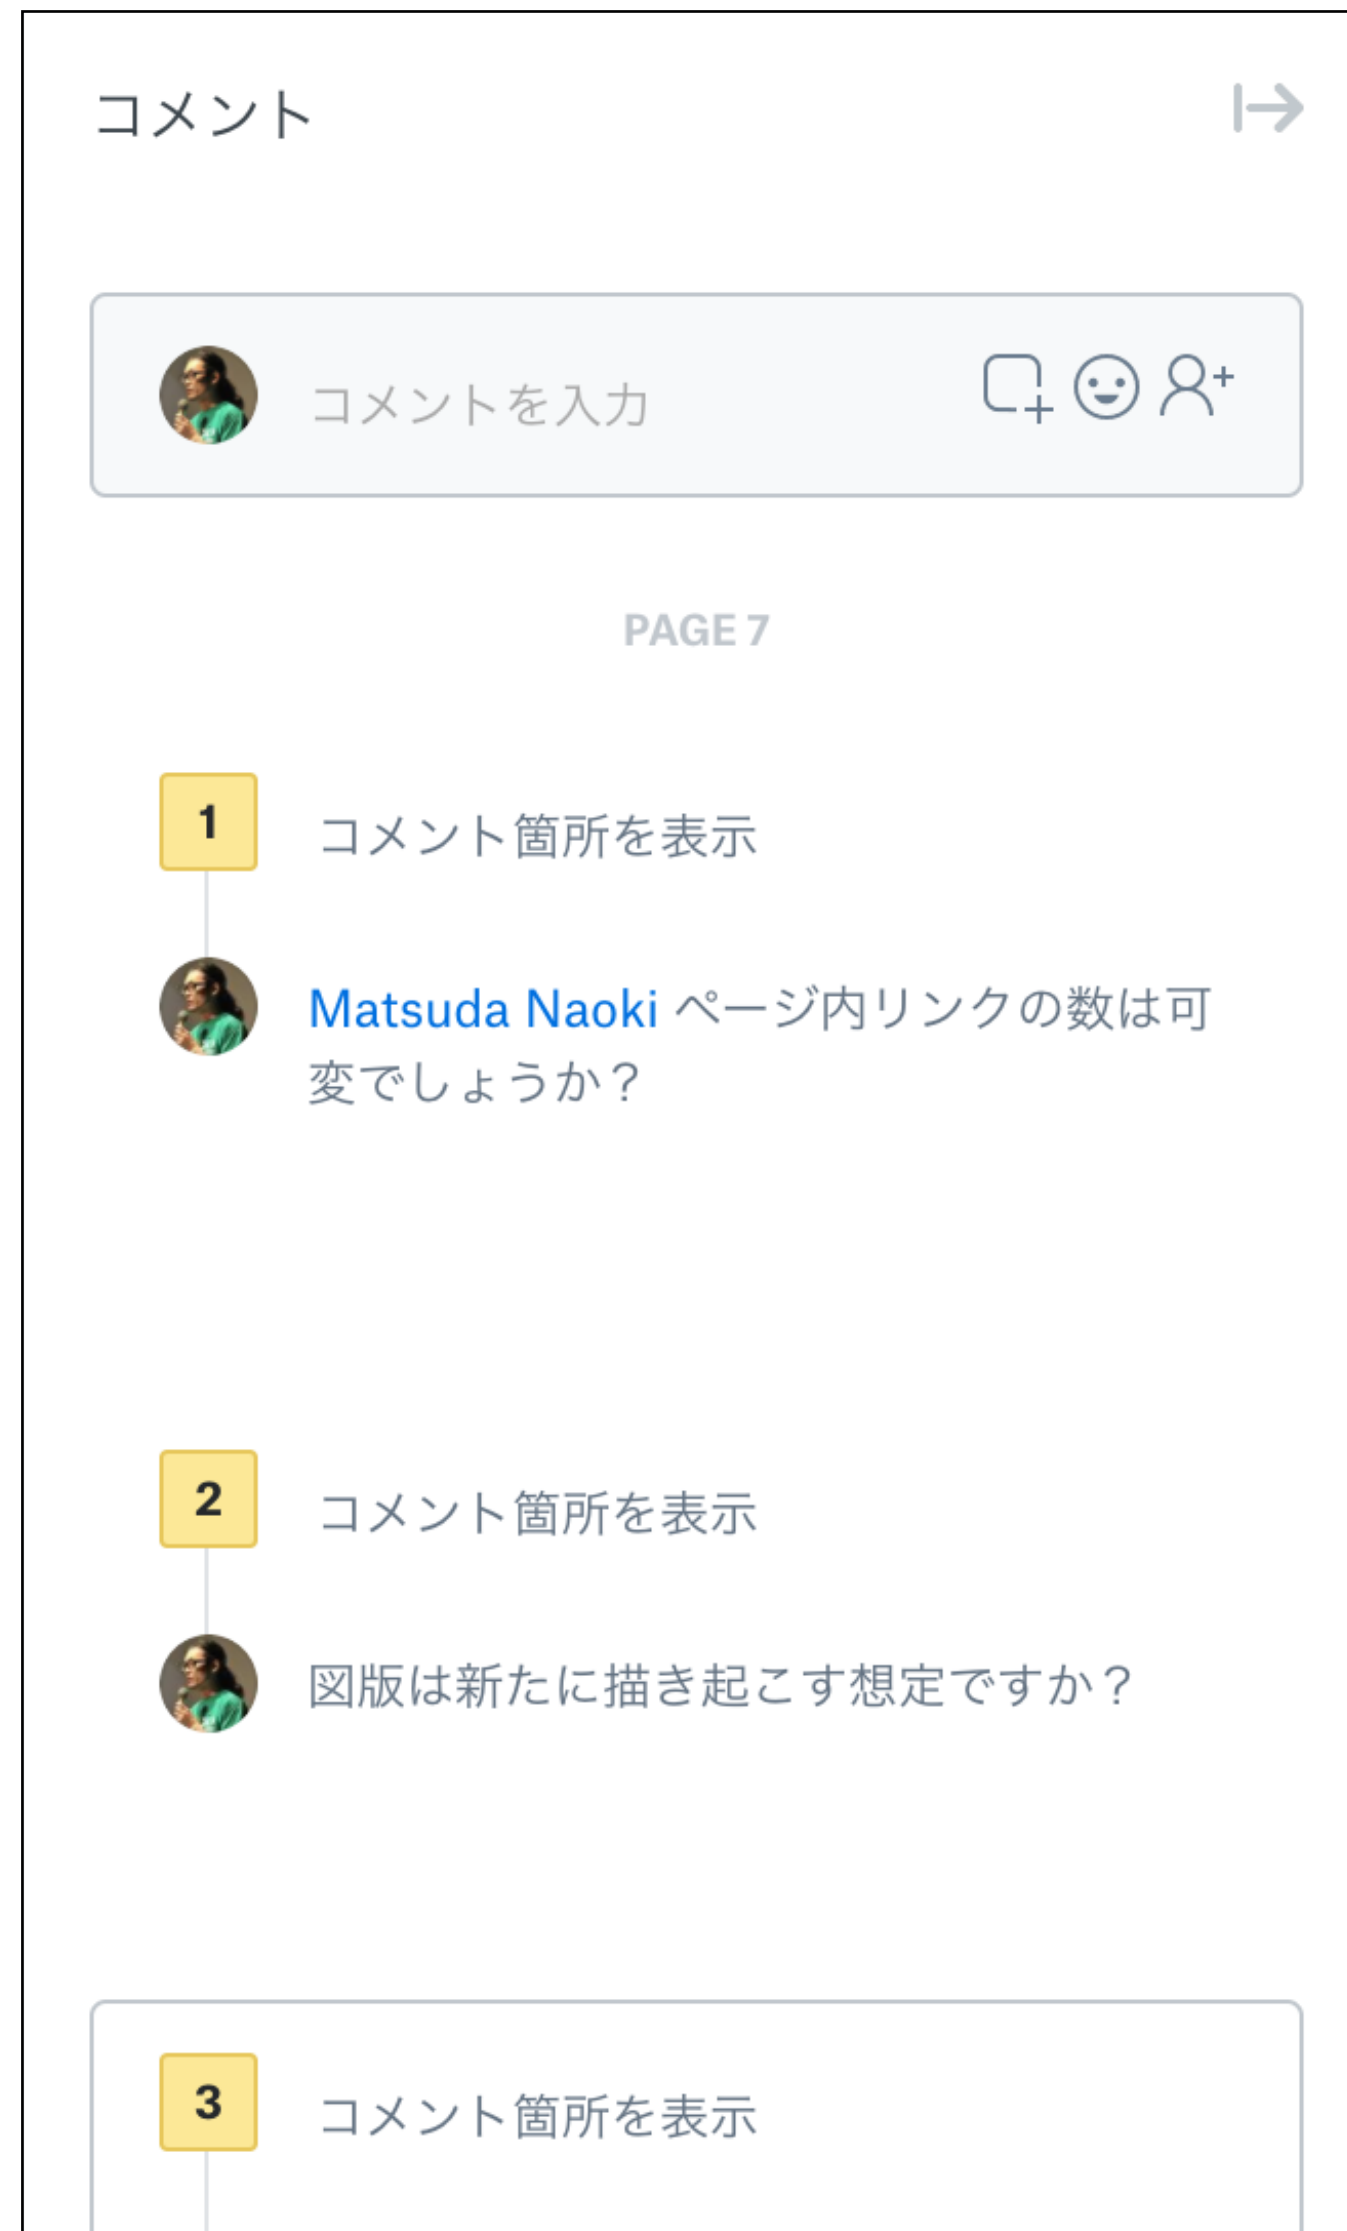 コメント
コメントを入力
PAGE 7
1
コメント箇所を表示
Matsuda Naoki ページ内リンクの数は可
変でしょうか？
2
コメント箇所を表示
図版は新たに描き起こす想定ですか？
3
コメント箇所を表示